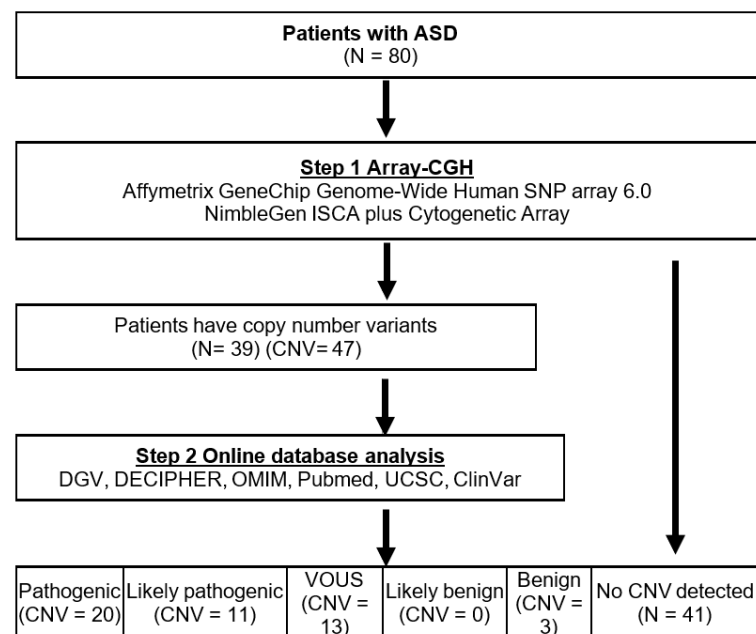 Patients with ASD
(N = 80)
Step 1 Array-CGH
Affymetrix GeneChip Genome-Wide Human SNP array 6.0
NimbleGen ISCA plus Cytogenetic Array
Patients have copy number variants
(N= 39) (CNV= 47)
Step 2 Online database analysis
DGV, DECIPHER, OMIM, Pubmed, UCSC, ClinVar
Pathogenic
(CNV = 20)
Likely pathogenic
(CNV = 11)
VOUS
(CNV =
13)
Likely benign
(CNV = 0)
Benign
(CNV =
3)
No CNV detected
(N = 41)